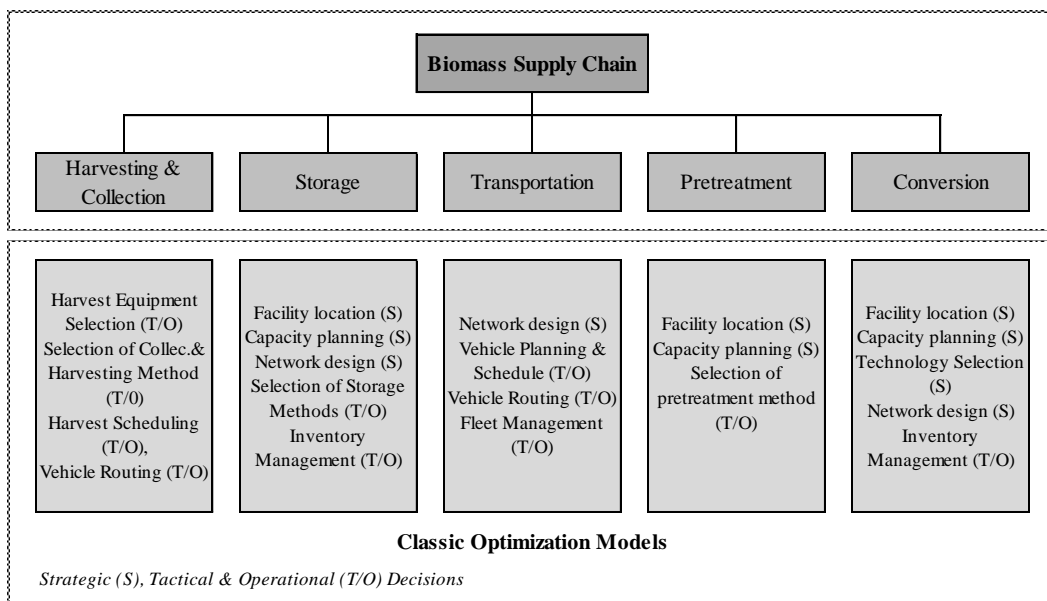 Biomass Supply Chain
Harvesting &
Collection
Storage
Transportation
Pretreatment
Conversion
Harvest Equipment
Selection (T/O)
Selection of Collec.&
Harvesting Method
(T/0)
Harvest Scheduling
(T/O),
Vehicle Routing (T/O)
Facility location (S)
Capacity planning (S)
Network design (S)
Selection of Storage
Methods (T/O)
Inventory
Management (T/O)
Network design (S)
Vehicle Planning &
Schedule (T/O)
Vehicle Routing (T/O)
Fleet Management
(T/O)
Facility location (S)
Capacity planning (S)
Selection of
pretreatment method
(T/O)
Facility location (S)
Capacity planning (S)
Technology Selection
(S)
Network design (S)
Inventory
Management (T/O)
Classic Optimization Models
Strategic (S), Tactical & Operational (T/O) Decisions